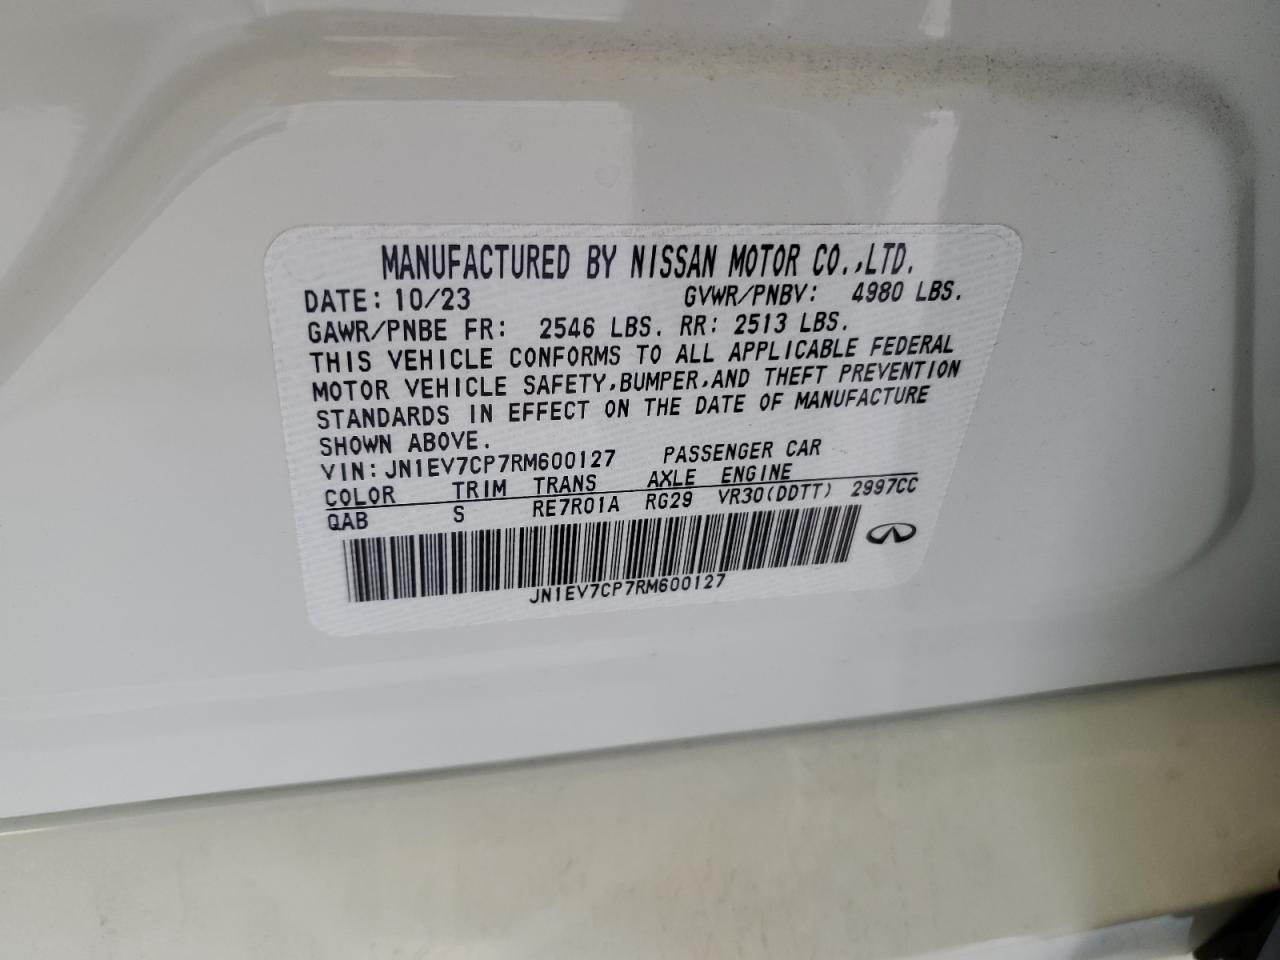 MANUFACTURED BY NISSAN MOTOR CO.,LTD.
DATE: 10/23 GVWR/PNBV: 4980 LBS.
GAWR/PNBE FR: 2546 LBS. RR: 2513 LBS.
THIS VEHICLE CONFORMS TO ALL APPLICABLE FEDERAL
MOTOR VEHICLE SAFETY,BUMPER,AND THEFT PREVENTION
STANDARDS IN EFFECT ON THE DATE OF MANUFACTURE
SHOWN ABOVE.
VIN: JN1EV7CP7RM600127 PASSENGER CAR
COLOR TRIM TRANS AXLE ENGINE
QAB S RE7R01A RG29 VR30(DDTT) 2997CC
JN1EV7CP7RM600127